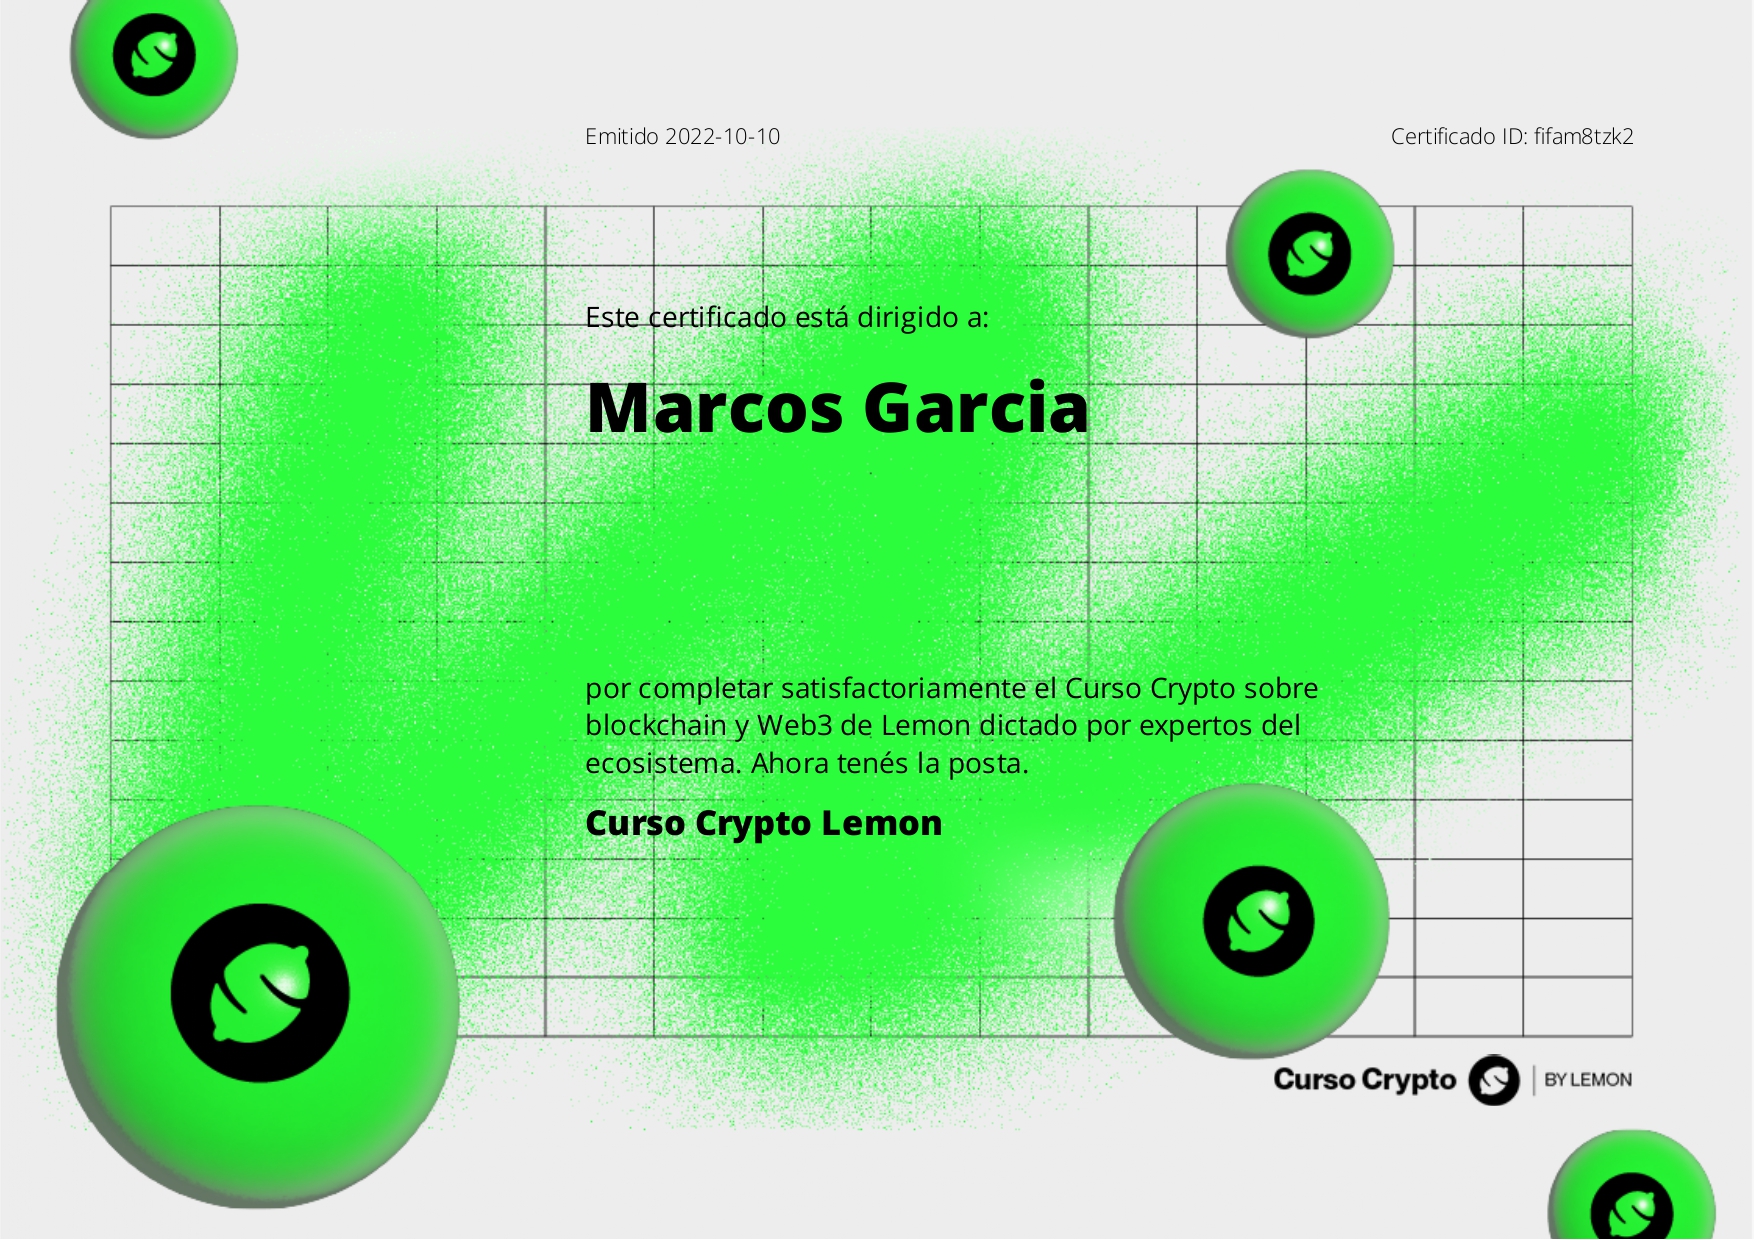 Emitido 2022-10-10
Certificado ID: fifam8tzk2
Este certificado está dirigido a:
Marcos Garcia
por completar satisfactoriamente el Curso Crypto sobre
blockchain y Web3 de Lemon dictado por expertos del
ecosistema. Ahora tenés la posta.
Curso Crypto Lemon
Curso Crypto BY LEMON